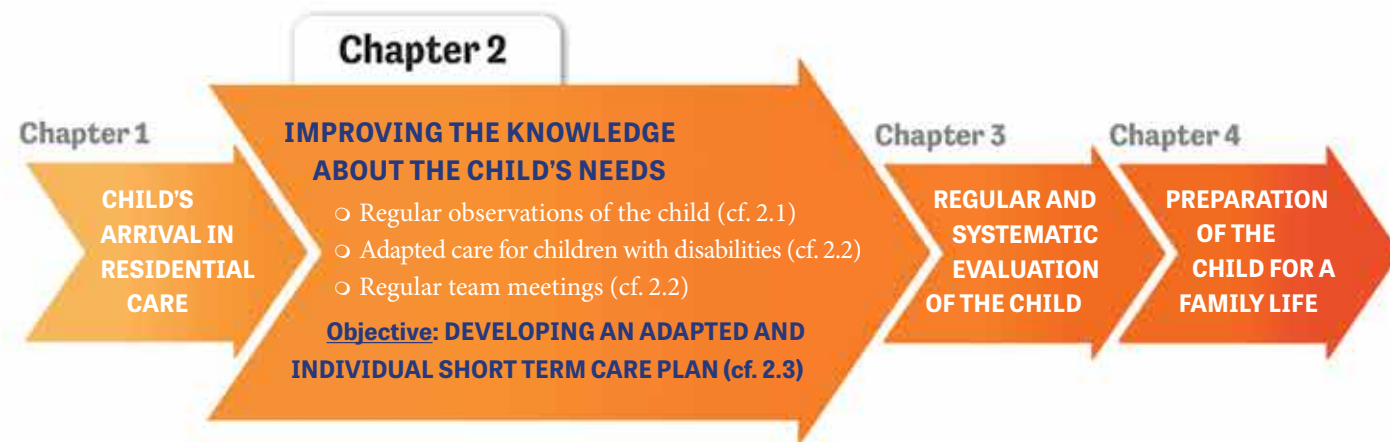 Chapter 1
CHILD'S
ARRIVAL IN
RESIDENTIAL
CARE
Chapter 2
IMPROVING THE KNOWLEDGE
ABOUT THE CHILD'S NEEDS
○ Regular observations of the child (cf. 2.1)
○ Adapted care for children with disabilities (cf. 2.2)
○ Regular team meetings (cf. 2.2)
Objective: DEVELOPING AN ADAPTED AND
INDIVIDUAL SHORT TERM CARE PLAN (cf. 2.3)
Chapter 3
REGULAR AND
SYSTEMATIC
EVALUATION
OF THE CHILD
Chapter 4
PREPARATION
OF THE
CHILD FOR A
FAMILY LIFE